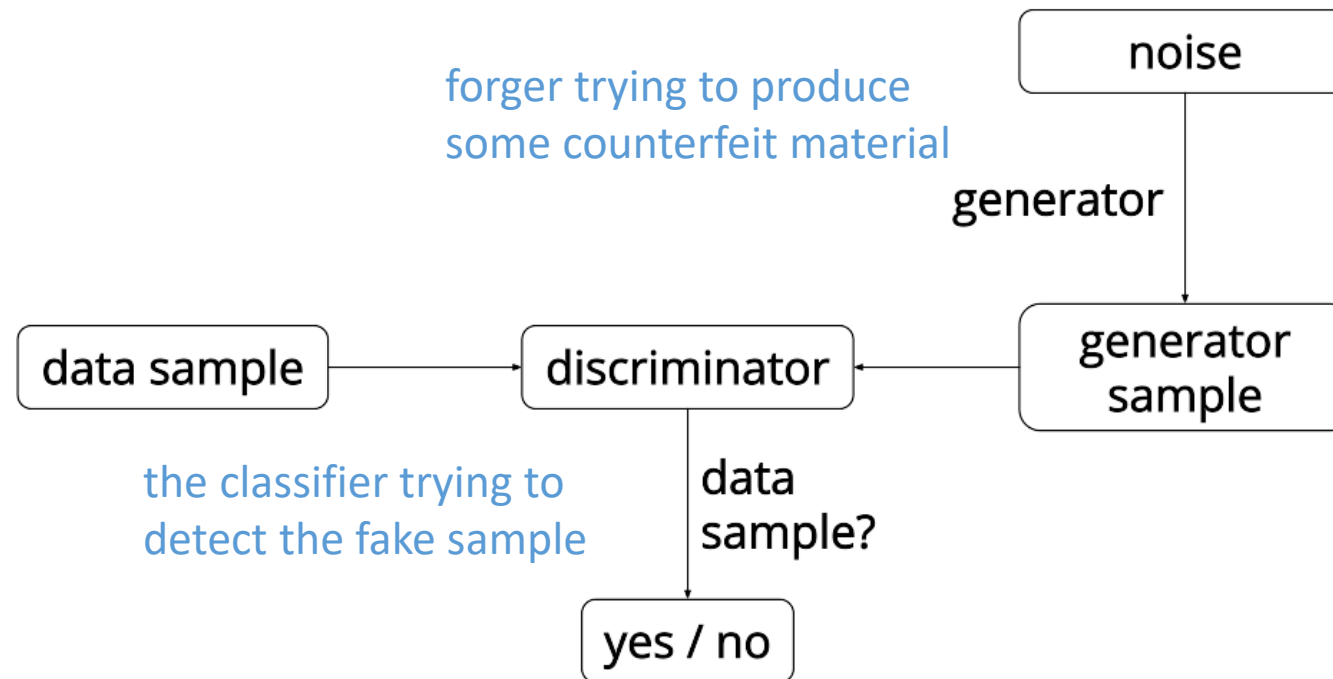 noise
forger trying to produce
some counterfeit material
generator
data sample
discriminator
generator
sample
the classifier trying to
detect the fake sample
data
sample?
yes / no